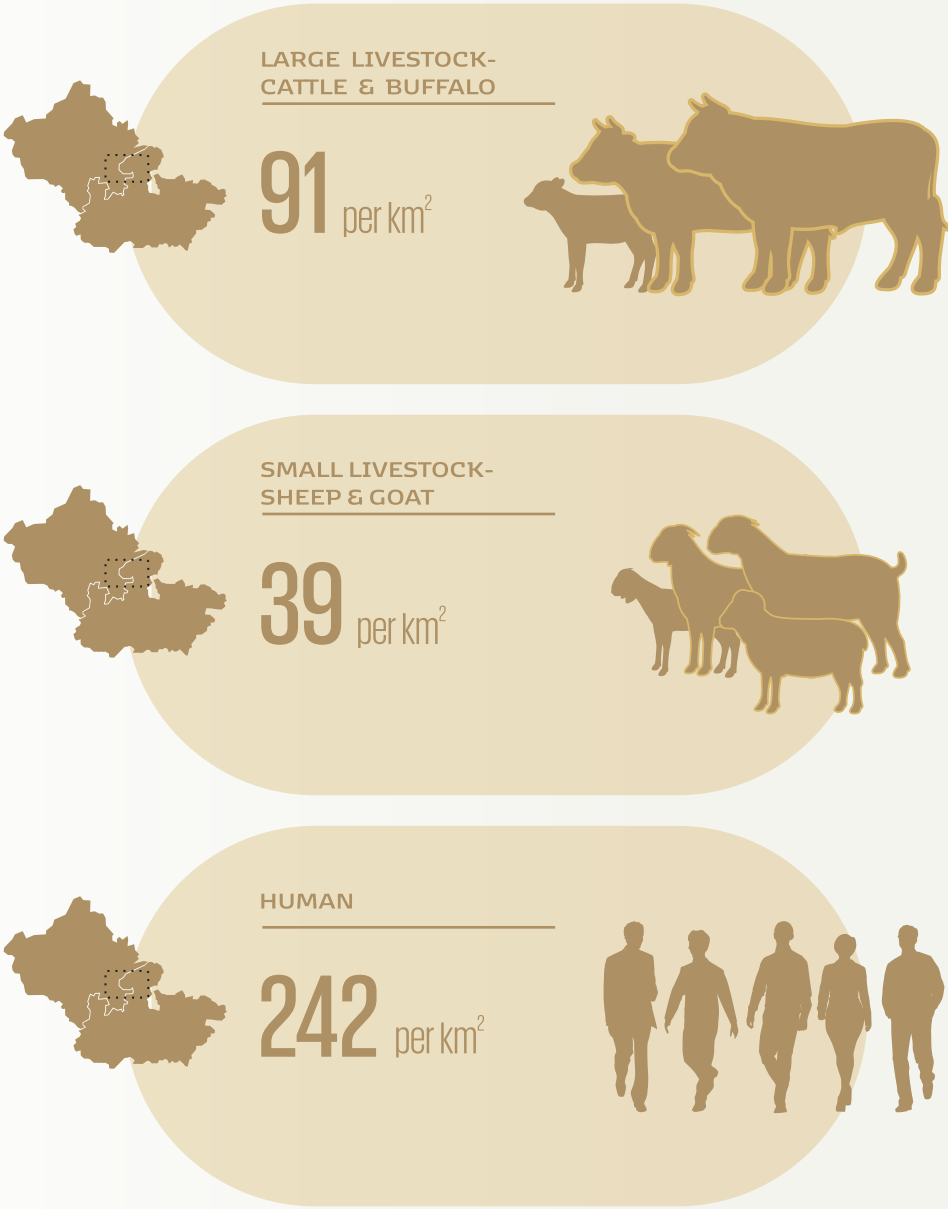 LARGE LIVESTOCK-
CATTLE & BUFFALO
91 per km²
SMALL LIVESTOCK-
SHEEP & GOAT
39 per km²
HUMAN
242 per km²